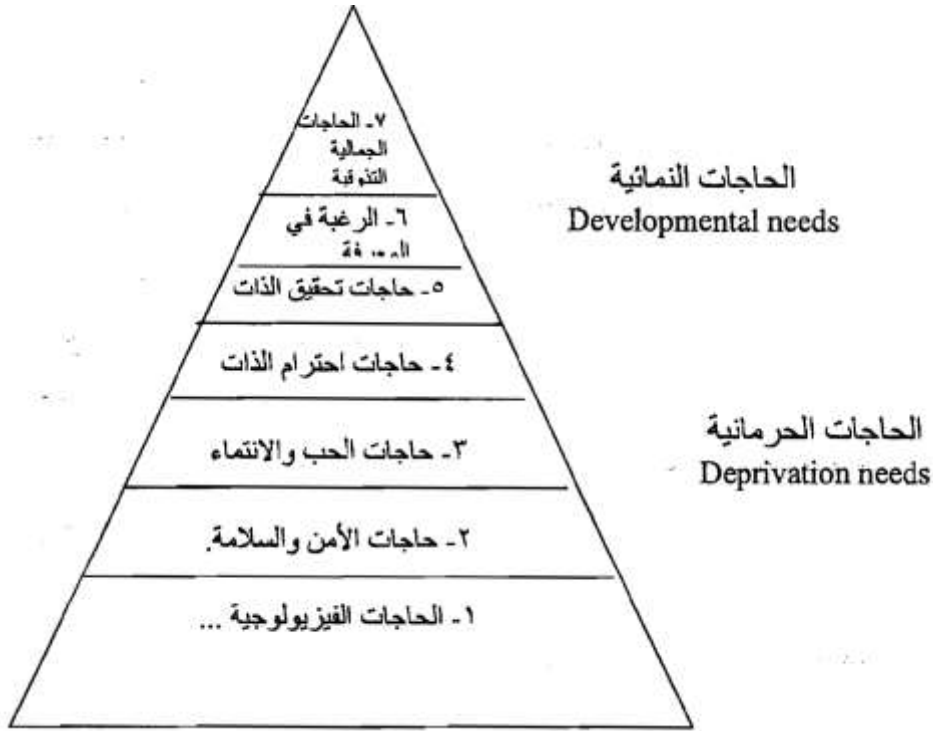 ٧- الحاجات
الجمالية
التذوقية
٦- الرغبة في
٥- حاجات تحقيق الذات
٤- حاجات احترام الذات
٣- حاجات الحب والانتماء
٢- حاجات الأمن والسلامة.
١- الحاجات الفيزيولوجية ...
الحاجات النمائية
Developmental needs
الحاجات الحرمانية
Deprivation needs